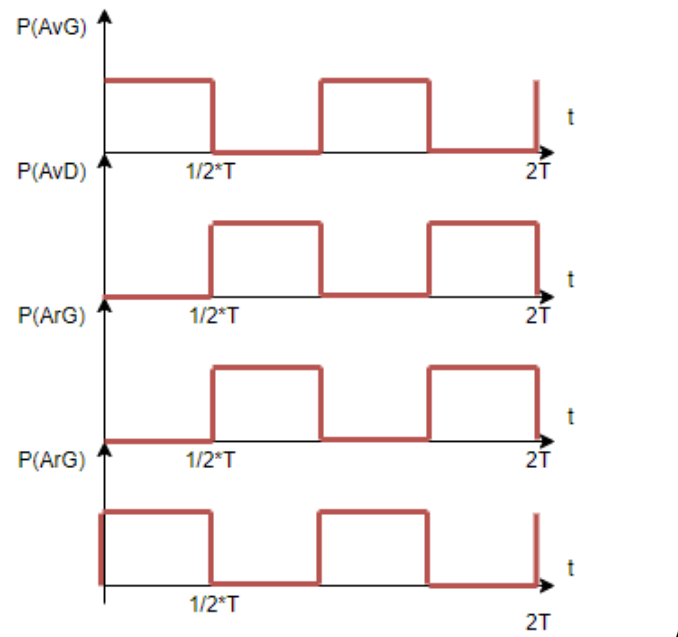 P(AvG)
t
1/2*T
2T
P(AvD)
t
1/2*T
2T
P(ArG)
t
1/2*T
2T
P(ArG)
t
1/2*T
2T